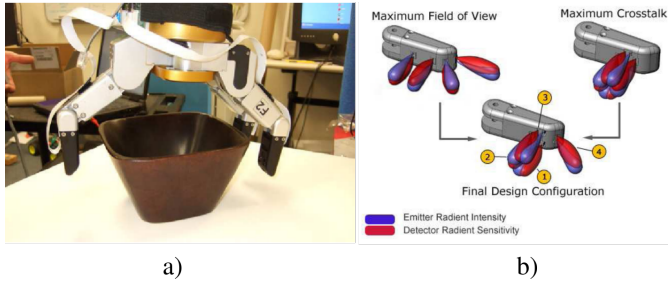 F2
Maximum Field of View
Maximum Crosstalk
3
2
4
1
Final Design Configuration
Emitter Radient Intensity
Detector Radient Sensitivity
a)
b)